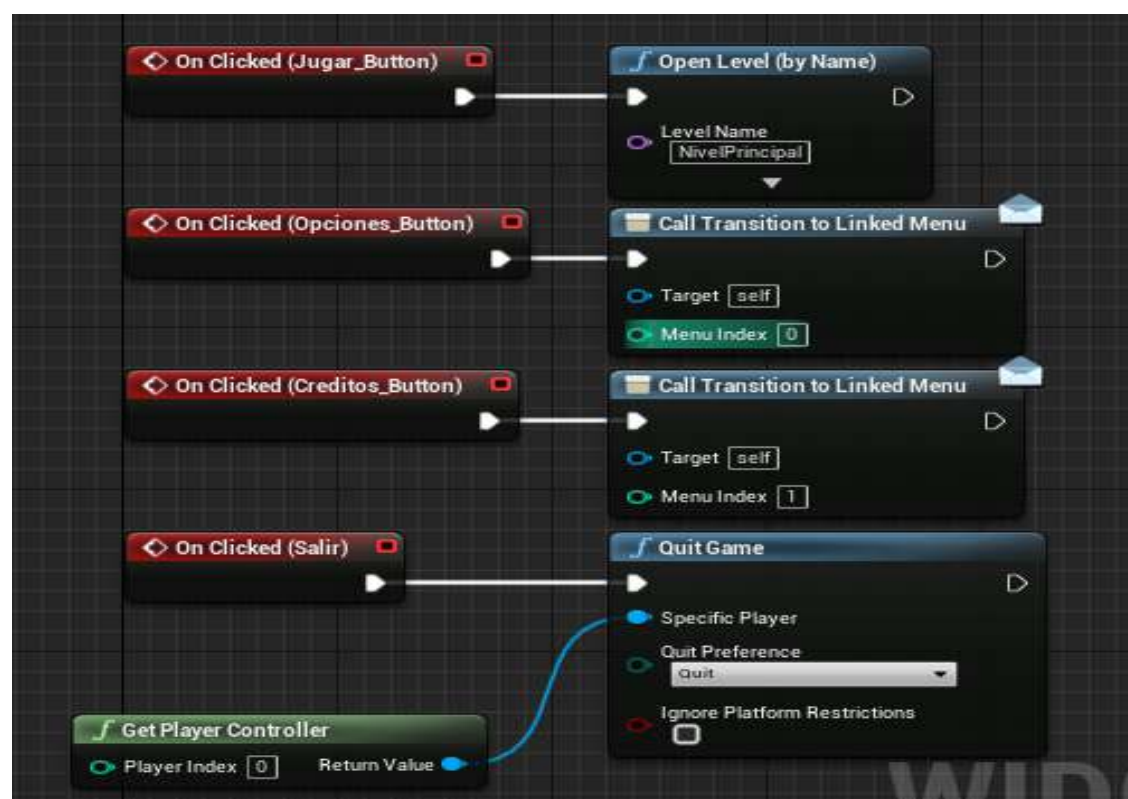 On Clicked (Jugar_Button)
Open Level (by Name)
Level Name
NivelPrincipal
On Clicked (Opciones_Button)
Call Transition to Linked Menu
Target self
Menu Index 0
On Clicked (Creditos_Button)
Call Transition to Linked Menu
Target self
Menu Index 1
On Clicked (Salir)
Quit Game
Specific Player
Quit Preference
Quit
Ignore Platform Restrictions
f Get Player Controller
Player Index 0 Return Value
WID